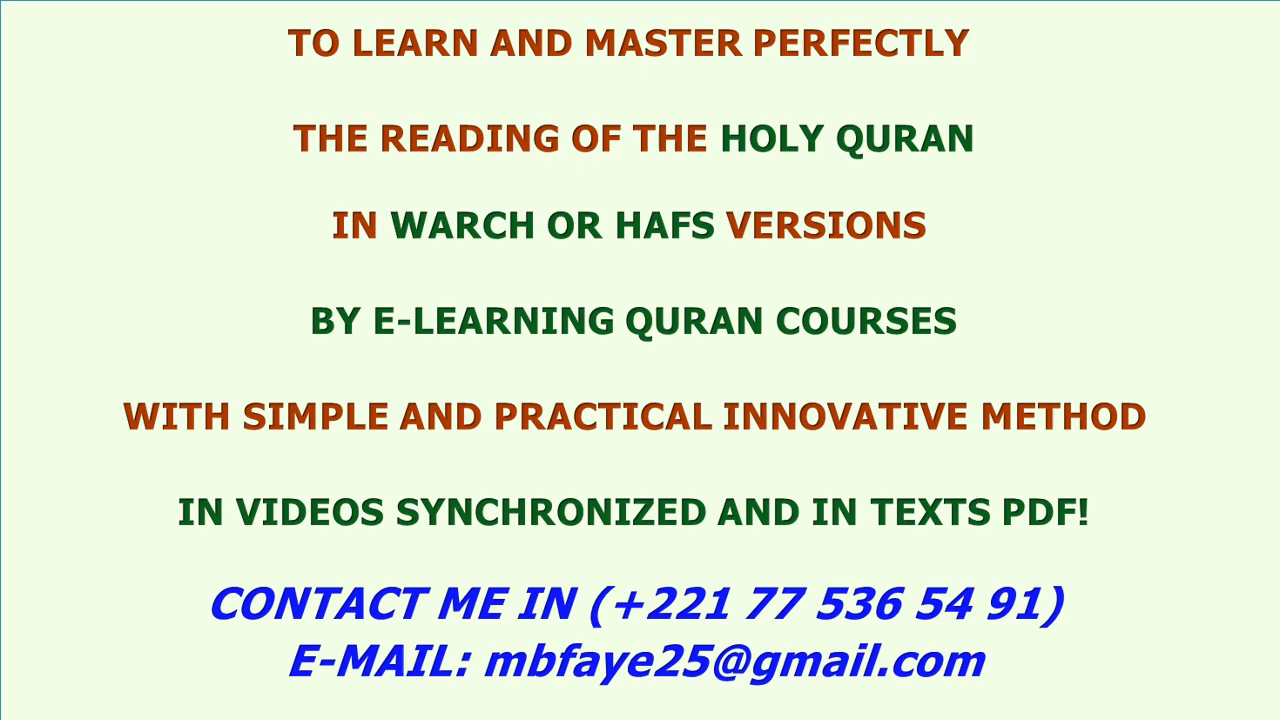 TO LEARN AND MASTER PERFECTLY
THE READING OF THE HOLY QURAN
IN WARCH OR HAFS VERSIONS
BY E-LEARNING QURAN COURSES
WITH SIMPLE AND PRACTICAL INNOVATIVE METHOD
IN VIDEOS SYNCHRONIZED AND IN TEXTS PDF!
CONTACT ME IN (+221 77 536 54 91)
E-MAIL: mbfaye25@gmail.com